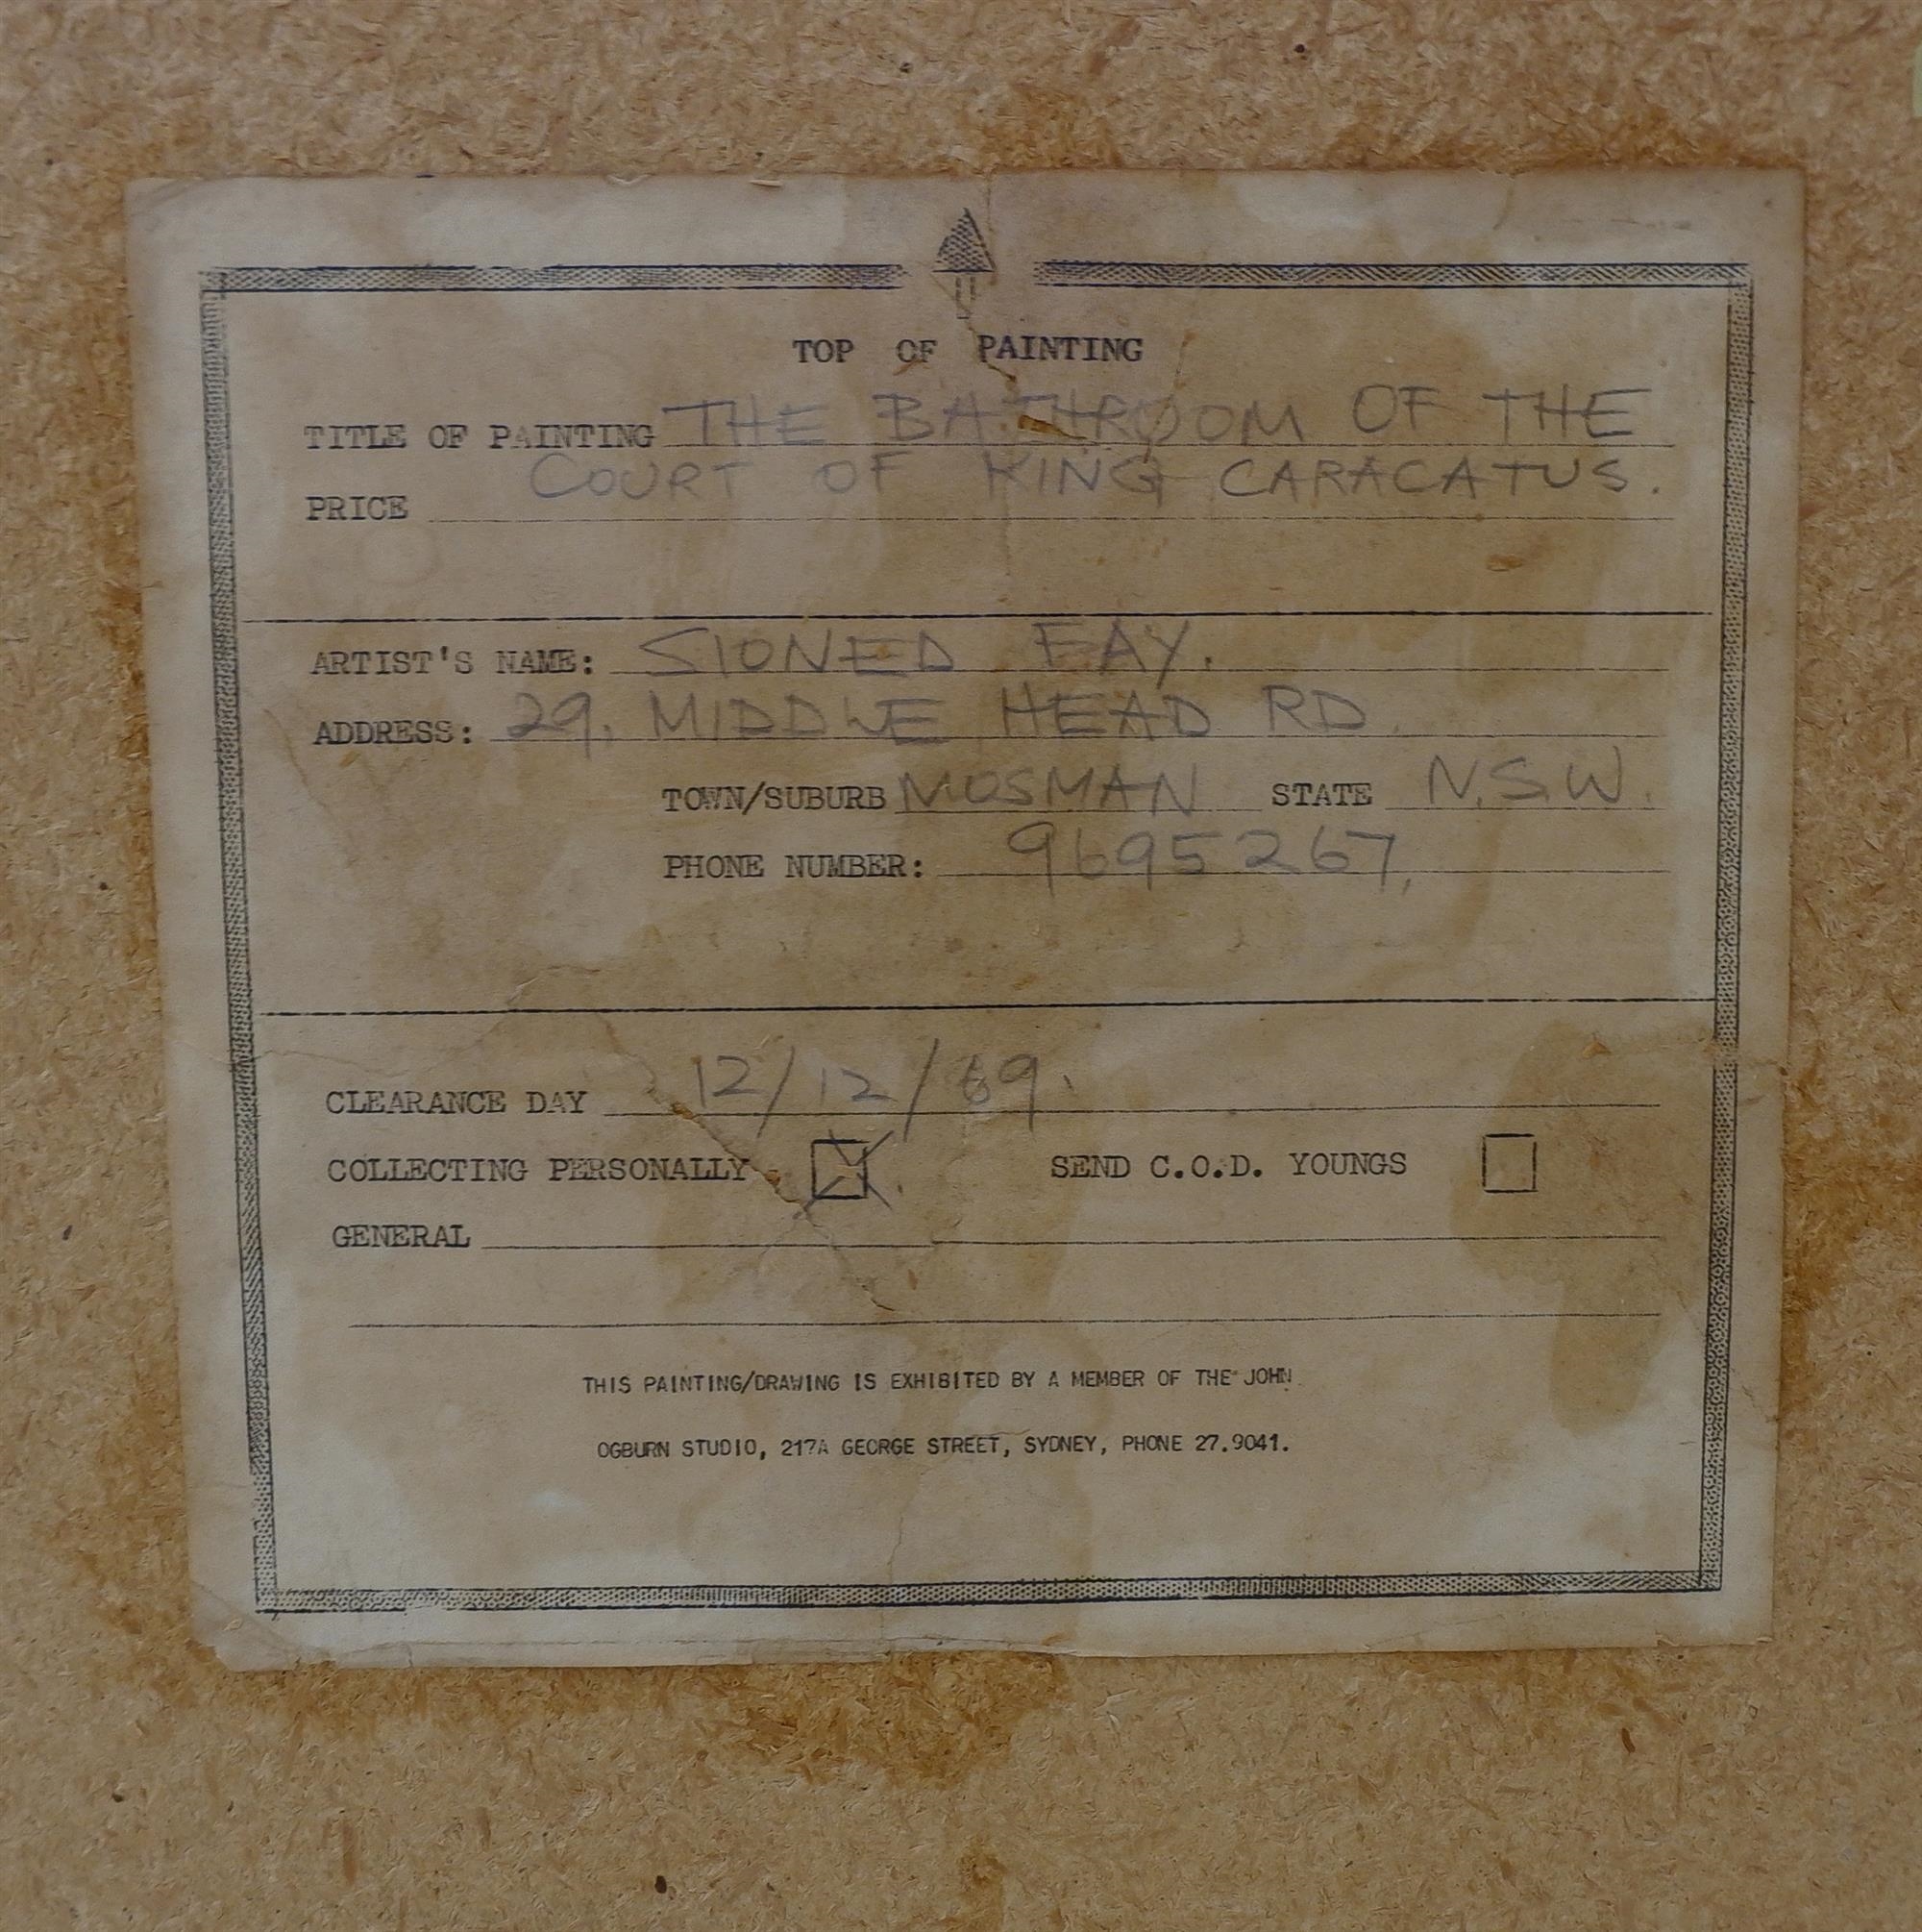 TOP OF PAINTING
TITLE OF PAINTING THE BATHROOM OF THE
COURT OF KING CARACATUS.
PRICE
ARTIST'S NAME: SIONED FAY.
ADDRESS: 29, MIDDLE HEAD RD.
TOWN/SUBURB MOSMAN STATE N.S.W.
PHONE NUMBER: 9695267,
CLEARANCE DAY 12/12/69.
COLLECTING PERSONALLY X SEND C.O.D. YOUNGS
GENERAL
THIS PAINTING/DRAWING IS EXHIBITED BY A MEMBER OF THE JOHN
OGBURN STUDIO, 217A GEORGE STREET, SYDNEY, PHONE 27.9041.